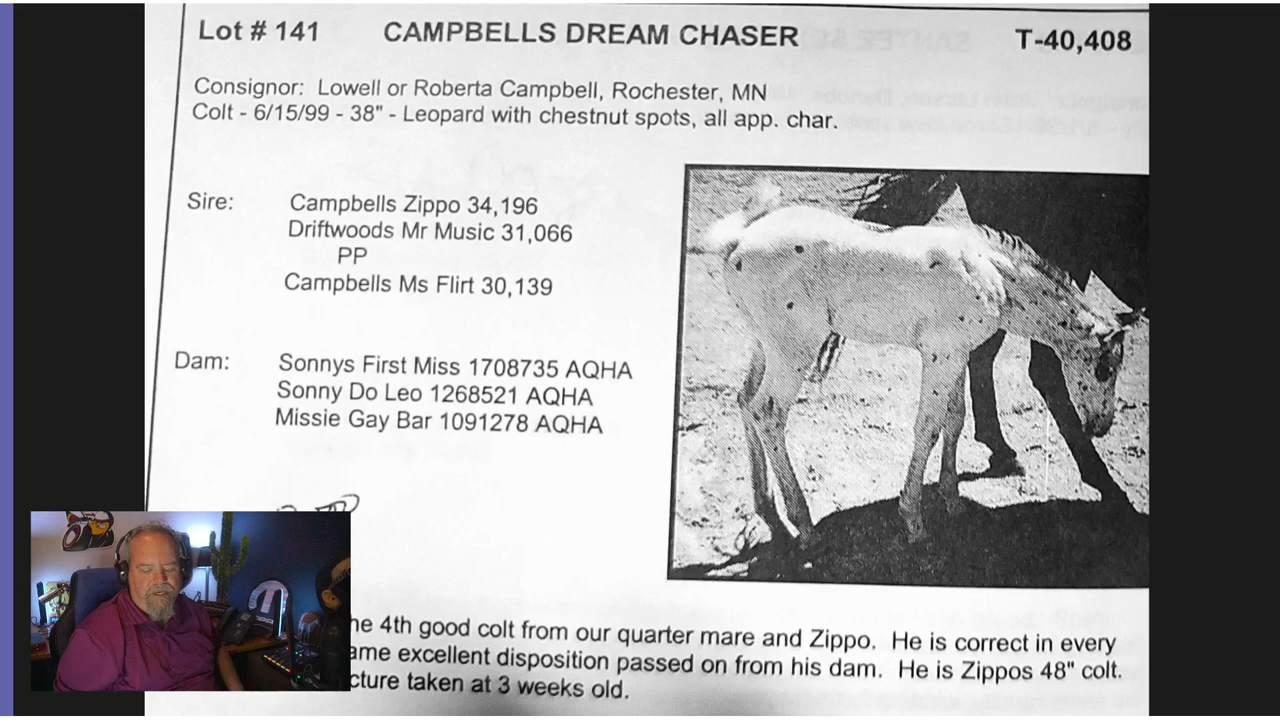 Lot # 141 CAMPBELLS DREAM CHASER T-40,408
Consignor: Lowell or Roberta Campbell, Rochester, MN
Colt - 6/15/99 - 38" - Leopard with chestnut spots, all app. char.
Sire: Campbells Zippo 34,196
Driftwoods Mr Music 31,066
PP
Campbells Ms Flirt 30,139
Dam: Sonnys First Miss 1708735 AQHA
Sonny Do Leo 1268521 AQHA
Missie Gay Bar 1091278 AQHA
4th good colt from our quarter mare and Zippo. He is correct in every
excellent disposition passed on from his dam. He is Zippos 48" colt.
taken at 3 weeks old.